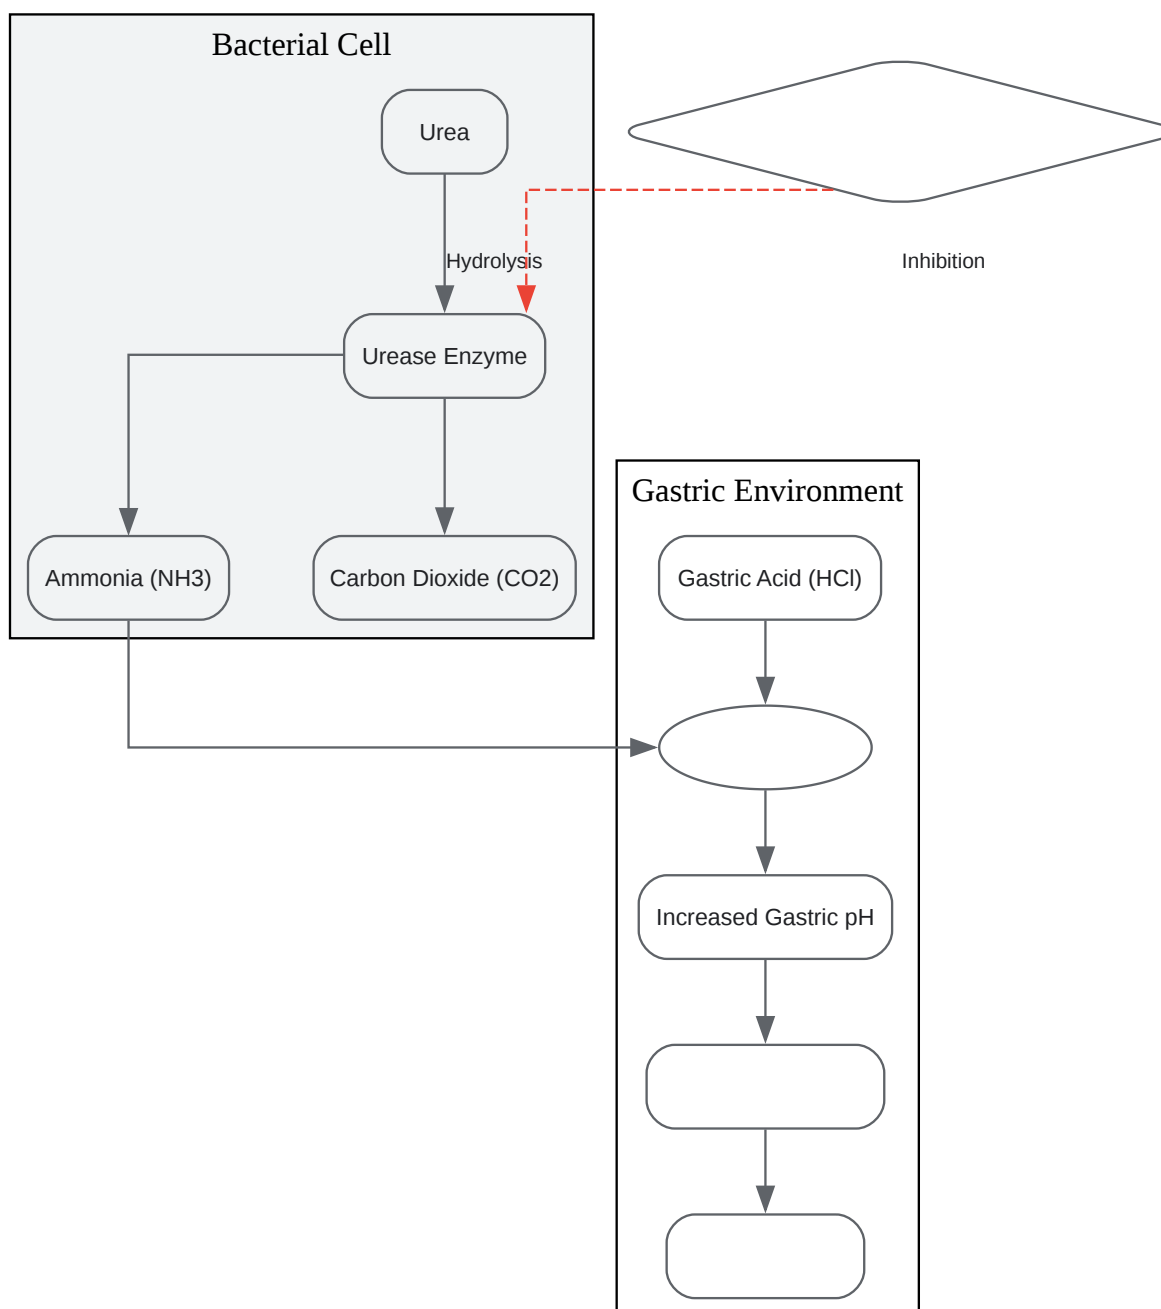 Bacterial Cell
Urea
Hydrolysis
Inhibition
Urease Enzyme
Gastric Environment
Ammonia (NH3)
Carbon Dioxide (CO2)
Gastric Acid (HCl)
Increased Gastric pH